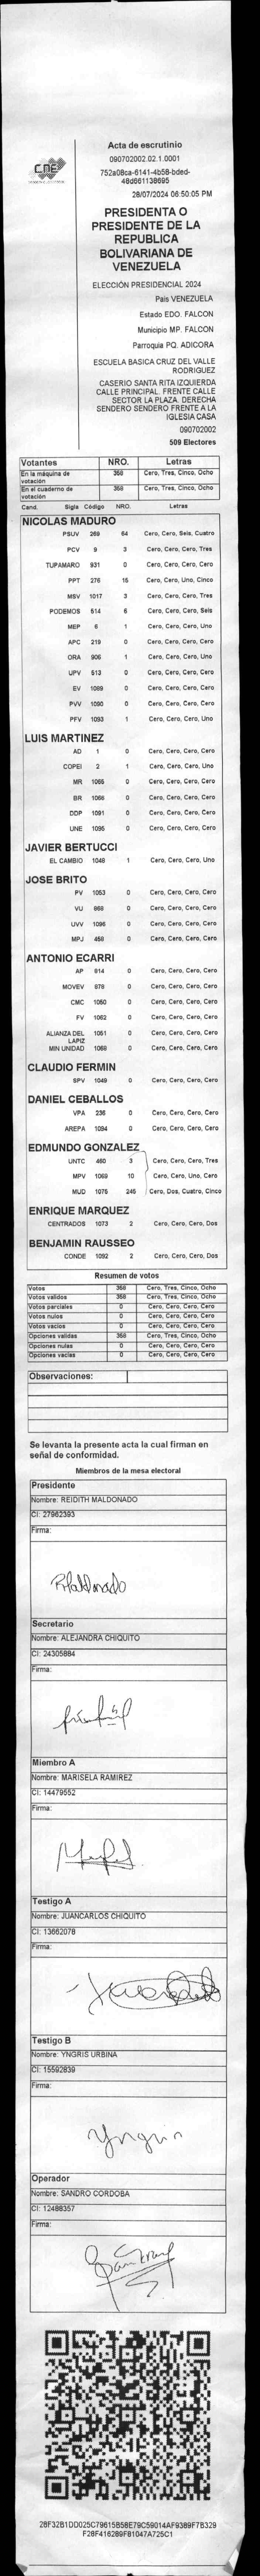 CNE
Acta de escrutinio
090702002.02.1.0001
752a08ca-6141-4b58-bded-
48d661138695
28/07/2024 06:50:05 PM
PRESIDENTA O
PRESIDENTE DE LA
REPUBLICA
BOLIVARIANA DE
VENEZUELA
ELECCIÓN PRESIDENCIAL 2024
País VENEZUELA
Estado EDO. FALCON
Municipio MP. FALCON
Parroquia PQ. ADICORA
ESCUELA BASICA CRUZ DEL VALLE
RODRIGUEZ
CASERIO SANTA RITA IZQUIERDA
CALLE PRINCIPAL. FRENTE CALLE
SECTOR LA PLAZA. DERECHA
SENDERO SENDERO FRENTE A LA
IGLESIA CASA
090702002
509 Electores
Votantes NRO. Letras
En la máquina de votación 358 Cero, Tres, Cinco, Ocho
En el cuaderno de votación 358 Cero, Tres, Cinco, Ocho
Cand. Sigla Código NRO. Letras
NICOLAS MADURO
PSUV 269 64 Cero, Cero, Seis, Cuatro
PCV 9 3 Cero, Cero, Cero, Tres
TUPAMARO 931 0 Cero, Cero, Cero, Cero
PPT 276 15 Cero, Cero, Uno, Cinco
MSV 1017 3 Cero, Cero, Cero, Tres
PODEMOS 514 6 Cero, Cero, Cero, Seis
MEP 6 1 Cero, Cero, Cero, Uno
APC 219 0 Cero, Cero, Cero, Cero
ORA 906 1 Cero, Cero, Cero, Uno
UPV 513 0 Cero, Cero, Cero, Cero
EV 1089 0 Cero, Cero, Cero, Cero
PVV 1090 0 Cero, Cero, Cero, Cero
PFV 1093 1 Cero, Cero, Cero, Uno
LUIS MARTINEZ
AD 1 0 Cero, Cero, Cero, Cero
COPEI 2 1 Cero, Cero, Cero, Uno
MR 1065 0 Cero, Cero, Cero, Cero
BR 1066 0 Cero, Cero, Cero, Cero
DDP 1091 0 Cero, Cero, Cero, Cero
UNE 1095 0 Cero, Cero, Cero, Cero
JAVIER BERTUCCI
EL CAMBIO 1048 1 Cero, Cero, Cero, Uno
JOSE BRITO
PV 1053 0 Cero, Cero, Cero, Cero
VU 968 0 Cero, Cero, Cero, Cero
UVV 1096 0 Cero, Cero, Cero, Cero
MPJ 458 0 Cero, Cero, Cero, Cero
ANTONIO ECARRI
AP 914 0 Cero, Cero, Cero, Cero
MOVEV 878 0 Cero, Cero, Cero, Cero
CMC 1050 0 Cero, Cero, Cero, Cero
FV 1062 0 Cero, Cero, Cero, Cero
ALIANZA DEL LAPIZ 1051 0 Cero, Cero, Cero, Cero
MIN UNIDAD 1069 0 Cero, Cero, Cero, Cero
CLAUDIO FERMIN
SPV 1049 0 Cero, Cero, Cero, Cero
DANIEL CEBALLOS
VPA 236 0 Cero, Cero, Cero, Cero
AREPA 1094 0 Cero, Cero, Cero, Cero
EDMUNDO GONZALEZ
UNTC 460 3 Cero, Cero, Cero, Tres
MPV 1069 10 Cero, Cero, Uno, Cero
MUD 1075 245 Cero, Dos, Cuatro, Cinco
ENRIQUE MARQUEZ
CENTRADOS 1073 2 Cero, Cero, Cero, Dos
BENJAMIN RAUSSEO
CONDE 1092 2 Cero, Cero, Cero, Dos
Resumen de votos
Votos 358 Cero, Tres, Cinco, Ocho
Votos validos 358 Cero, Tres, Cinco, Ocho
Votos parciales 0 Cero, Cero, Cero, Cero
Votos nulos 0 Cero, Cero, Cero, Cero
Votos vacios 0 Cero, Cero, Cero, Cero
Opciones validas 358 Cero, Tres, Cinco, Ocho
Opciones nulas 0 Cero, Cero, Cero, Cero
Opciones vacias 0 Cero, Cero, Cero, Cero
Observaciones:
Se levanta la presente acta la cual firman en
señal de conformidad.
Miembros de la mesa electoral
Presidente
Nombre: REIDITH MALDONADO
CI: 27962393
Firma:
RMaldonado
Secretario
Nombre: ALEJANDRA CHIQUITO
CI: 24305884
Firma:
Miembro A
Nombre: MARISELA RAMIREZ
CI: 14479552
Firma:
Testigo A
Nombre: JUANCARLOS CHIQUITO
CI: 13662078
Firma:
Testigo B
Nombre: YNGRIS URBINA
CI: 15592839
Firma:
Yngris
Operador
Nombre: SANDRO CORDOBA
CI: 12488357
Firma:
28F32B1DD025C79615B58E79C59014AF9389F7B329
F28F416289F81047A725C1